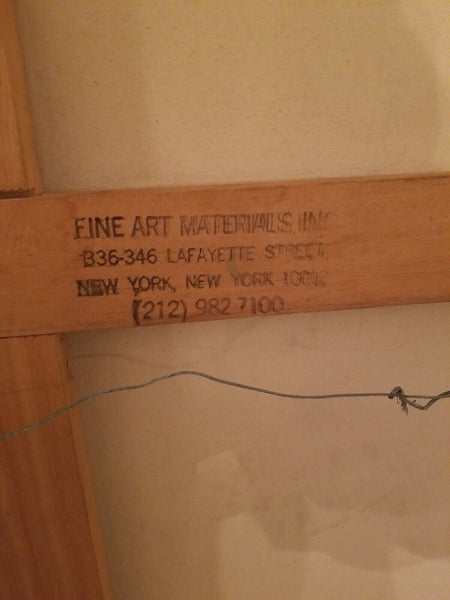 FINE ART MATERIALS, INC
336-346 LAFAYETTE STREET
NEW YORK, NEW YORK 10012
(212) 982 7100